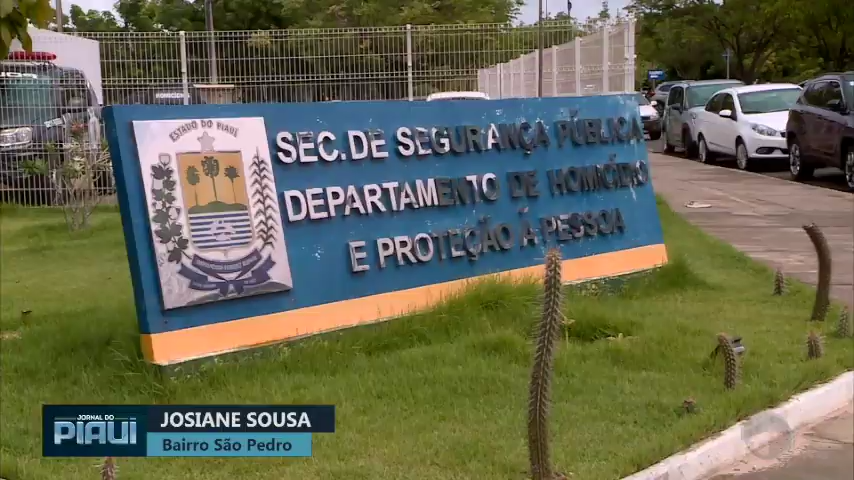 ESTADO DO PIAUÍ
SEC. DE SEGURANÇA PÚBLICA
DEPARTAMENTO DE HOMICÍDIO
E PROTEÇÃO Á PESSOA
JORNAL DO
PIAUÍ
JOSIANE SOUSA
Bairro São Pedro